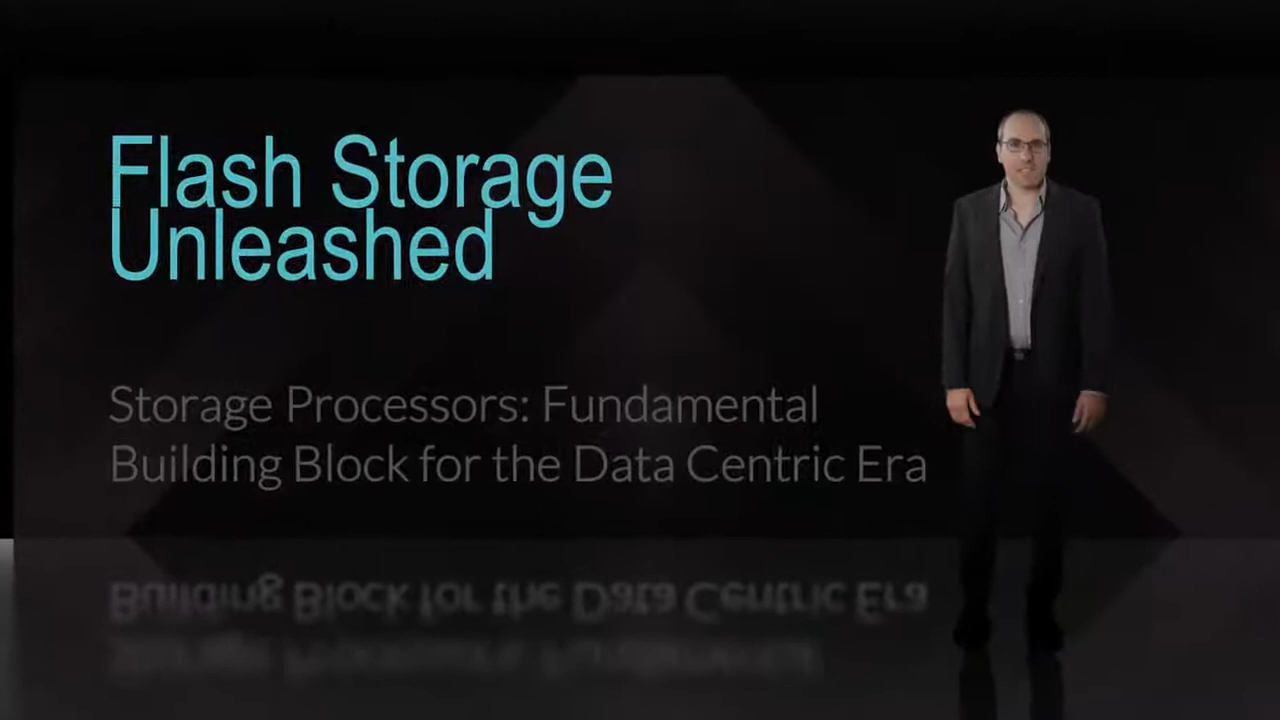 Flash Storage
Unleashed
Storage Processors: Fundamental
Building Block for the Data Centric Era